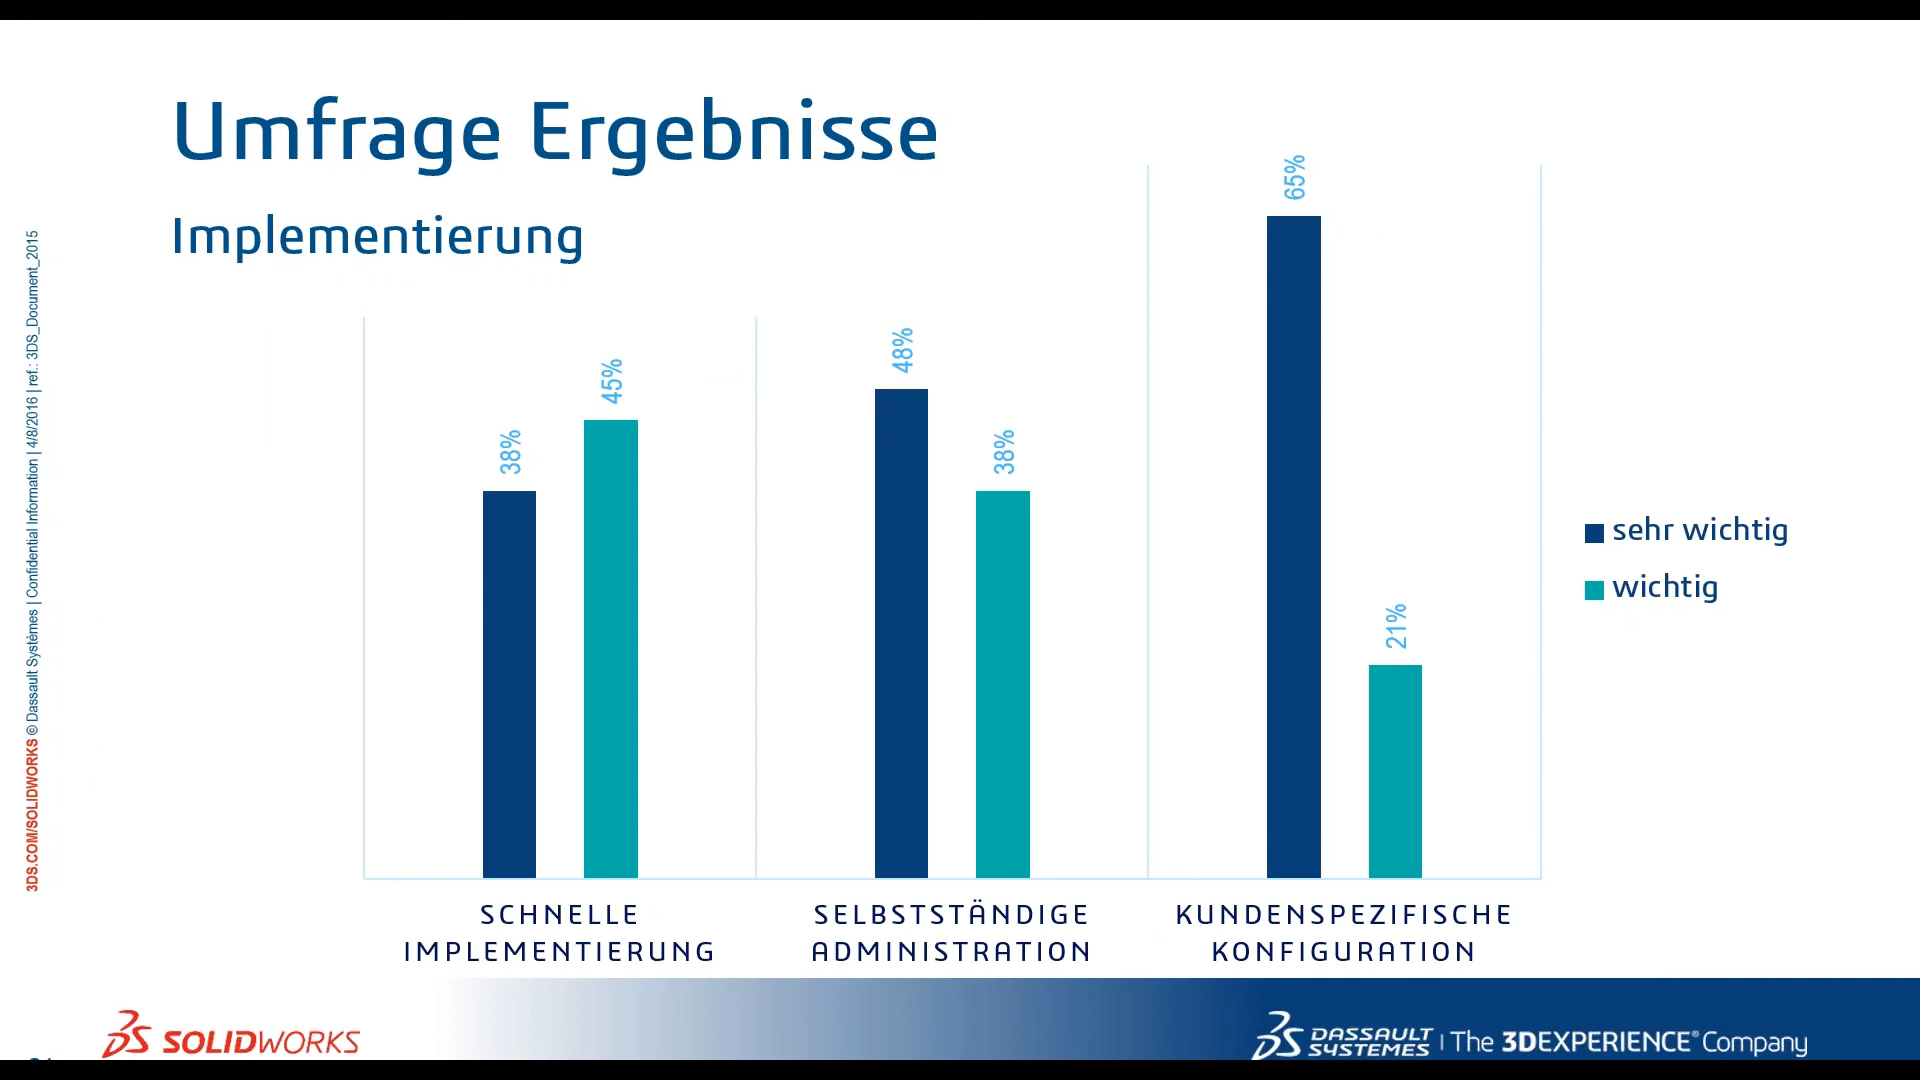 Umfrage Ergebnisse
Implementierung
3DS.COM/SOLIDWORKS © Dassault Systèmes | Confidential Information | 4/8/2016 | ref.: 3DS_Document_2015
38%
45%
48%
38%
65%
21%
sehr wichtig
wichtig
SCHNELLE
IMPLEMENTIERUNG
SELBSTSTÄNDIGE
ADMINISTRATION
KUNDENSPEZIFISCHE
KONFIGURATION
SOLIDWORKS
DASSAULT
SYSTEMES | The 3DEXPERIENCE® Company